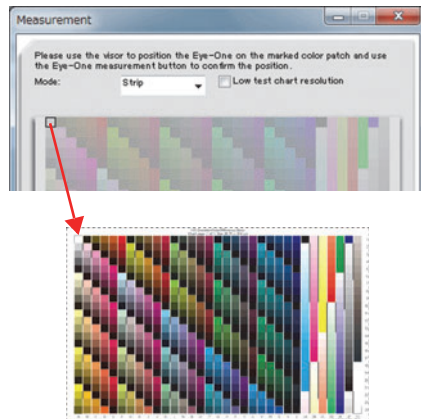 Measurement
Please use the visor to position the Eye-One on the marked color patch and use
the Eye-One measurement button to confirm the position.
Mode: Strip Low test chart resolution